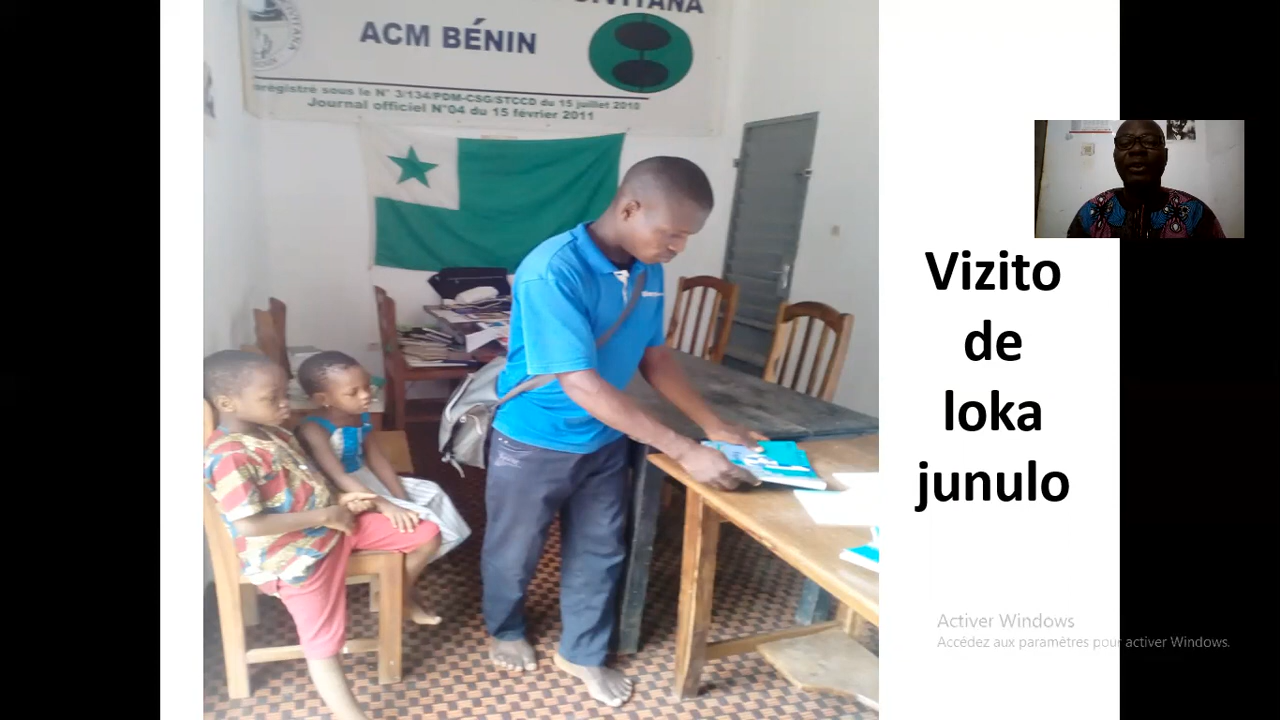 ACM BÉNIN
enregistré sous le N° 3/134/PDM-CSG/STCCD du 15 juillet 2010
Journal officiel N°04 du 15 février 2011
Vizito
de
loka
junulo
Activer Windows
Accédez aux paramètres pour activer Windows.